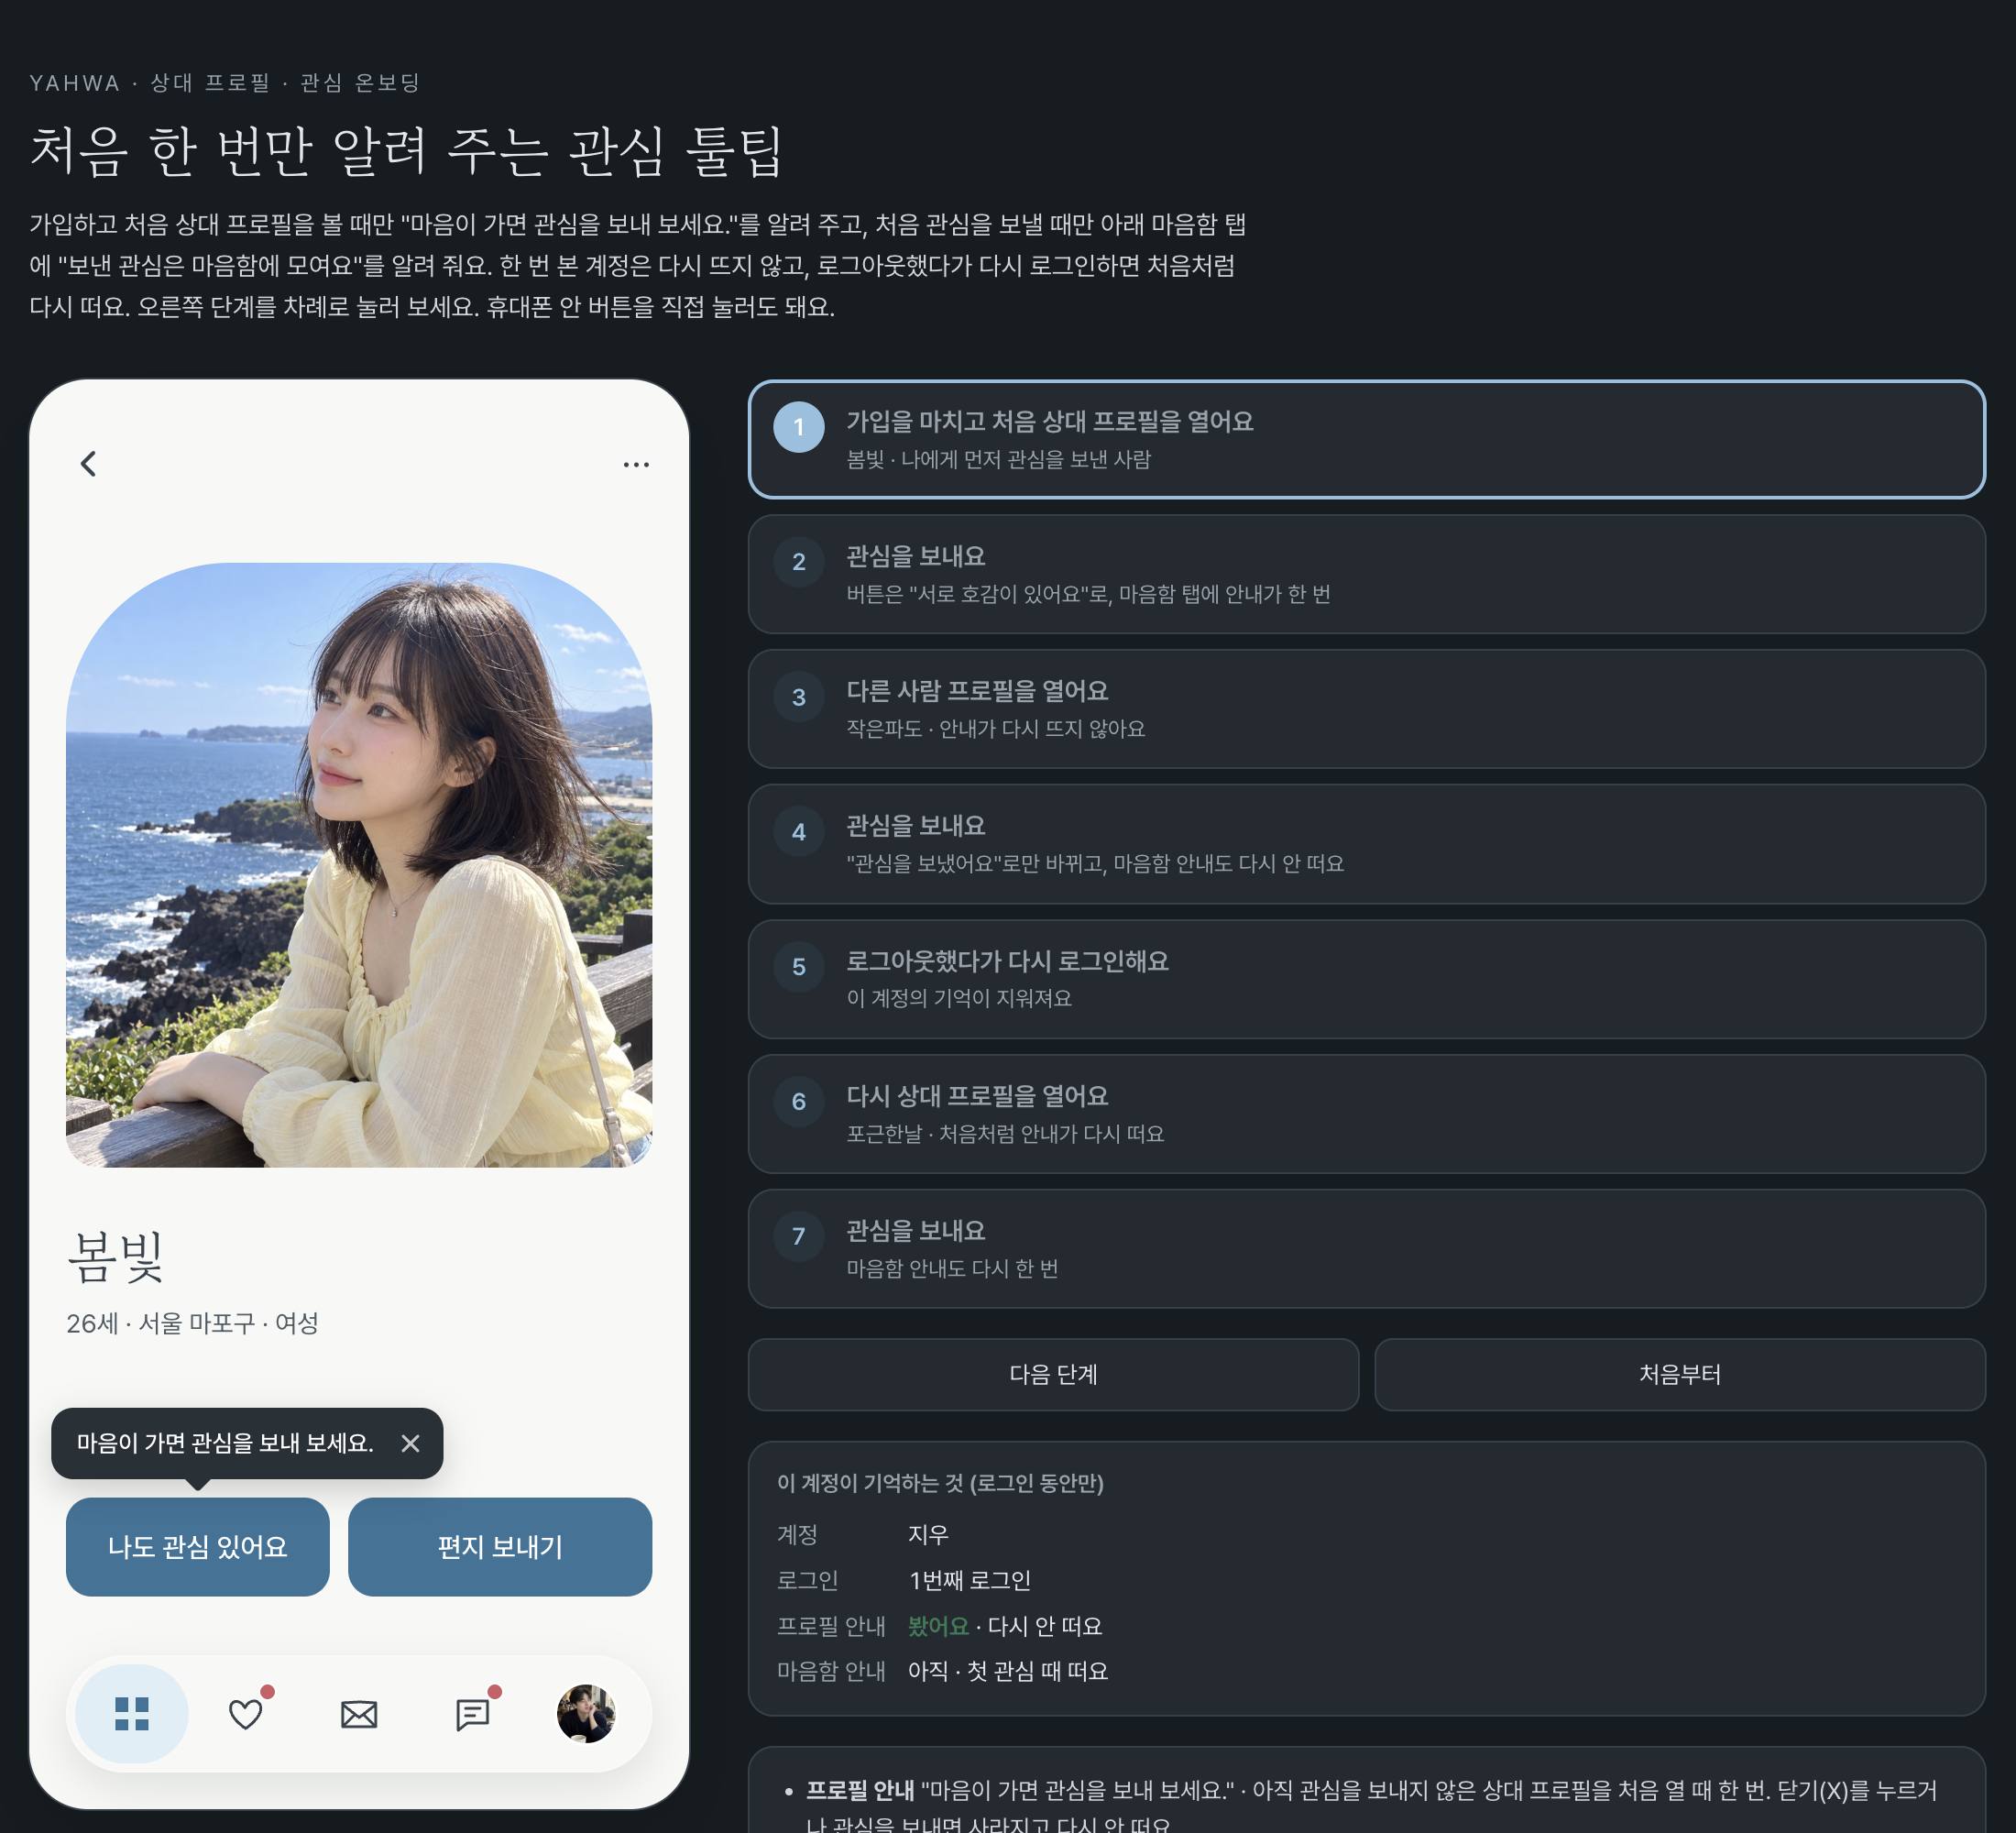 YAHWA · 상대 프로필 · 관심 온보딩
처음 한 번만 알려 주는 관심 툴팁
가입하고 처음 상대 프로필을 볼 때만 "마음이 가면 관심을 보내 보세요."를 알려 주고, 처음 관심을 보낼 때만 아래 마음함 탭
에 "보낸 관심은 마음함에 모여요"를 알려 줘요. 한 번 본 계정은 다시 뜨지 않고, 로그아웃했다가 다시 로그인하면 처음처럼
다시 떠요. 오른쪽 단계를 차례로 눌러 보세요. 휴대폰 안 버튼을 직접 눌러도 돼요.
봄빛
26세 · 서울 마포구 · 여성
마음이 가면 관심을 보내 보세요.
나도 관심 있어요
편지 보내기
1
가입을 마치고 처음 상대 프로필을 열어요
봄빛 · 나에게 먼저 관심을 보낸 사람
2
관심을 보내요
버튼은 "서로 호감이 있어요"로, 마음함 탭에 안내가 한 번
3
다른 사람 프로필을 열어요
작은파도 · 안내가 다시 뜨지 않아요
4
관심을 보내요
"관심을 보냈어요"로만 바뀌고, 마음함 안내도 다시 안 떠요
5
로그아웃했다가 다시 로그인해요
이 계정의 기억이 지워져요
6
다시 상대 프로필을 열어요
포근한날 · 처음처럼 안내가 다시 떠요
7
관심을 보내요
마음함 안내도 다시 한 번
다음 단계
처음부터
이 계정이 기억하는 것 (로그인 동안만)
계정 지우
로그인 1번째 로그인
프로필 안내 봤어요 · 다시 안 떠요
마음함 안내 아직 · 첫 관심 때 떠요
• 프로필 안내 "마음이 가면 관심을 보내 보세요." · 아직 관심을 보내지 않은 상대 프로필을 처음 열 때 한 번. 닫기(X)를 누르거
나 관심을 보내면 사라지고 다시 안 떠요